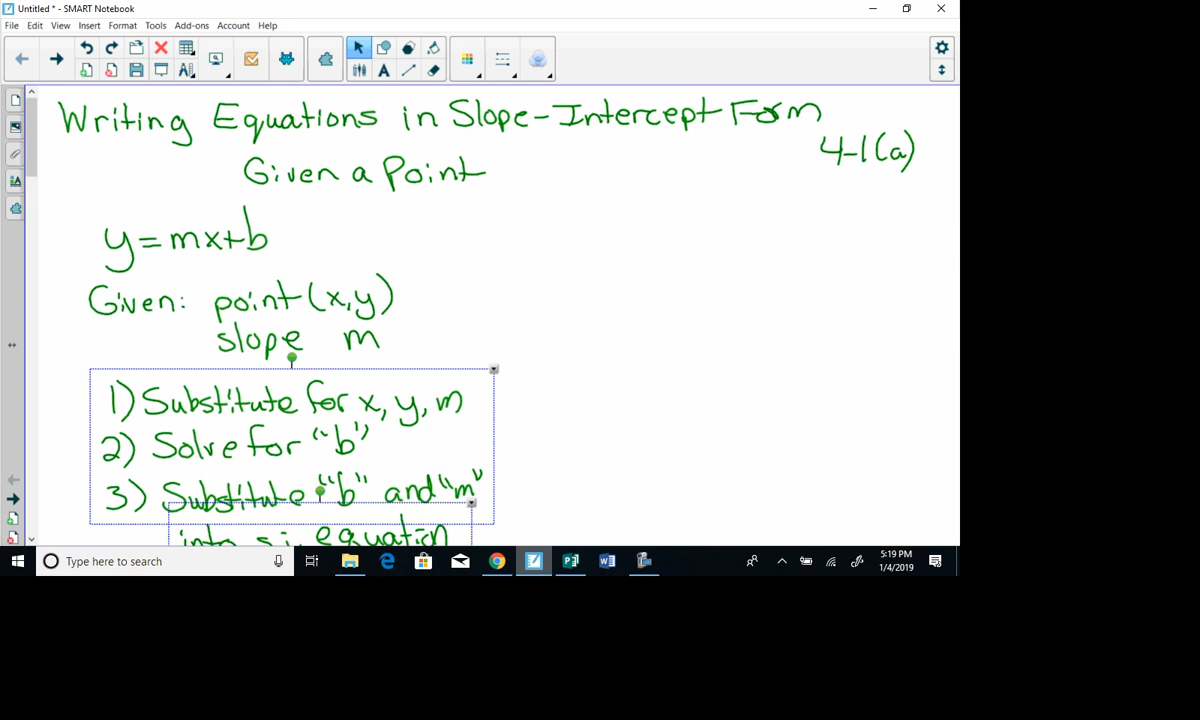 Untitled * - SMART Notebook
File Edit View Insert Format Tools Add-ons Account Help
Writing Equations in Slope-Intercept Form
4-1(a)
Given a Point
y=mx+b
Given: point(x,y)
slope m
1) Substitute for x, y, m
2) Solve for "b"
3) Substitute "b" and "m"
into s.i. equation
Type here to search
5:19 PM
1/4/2019